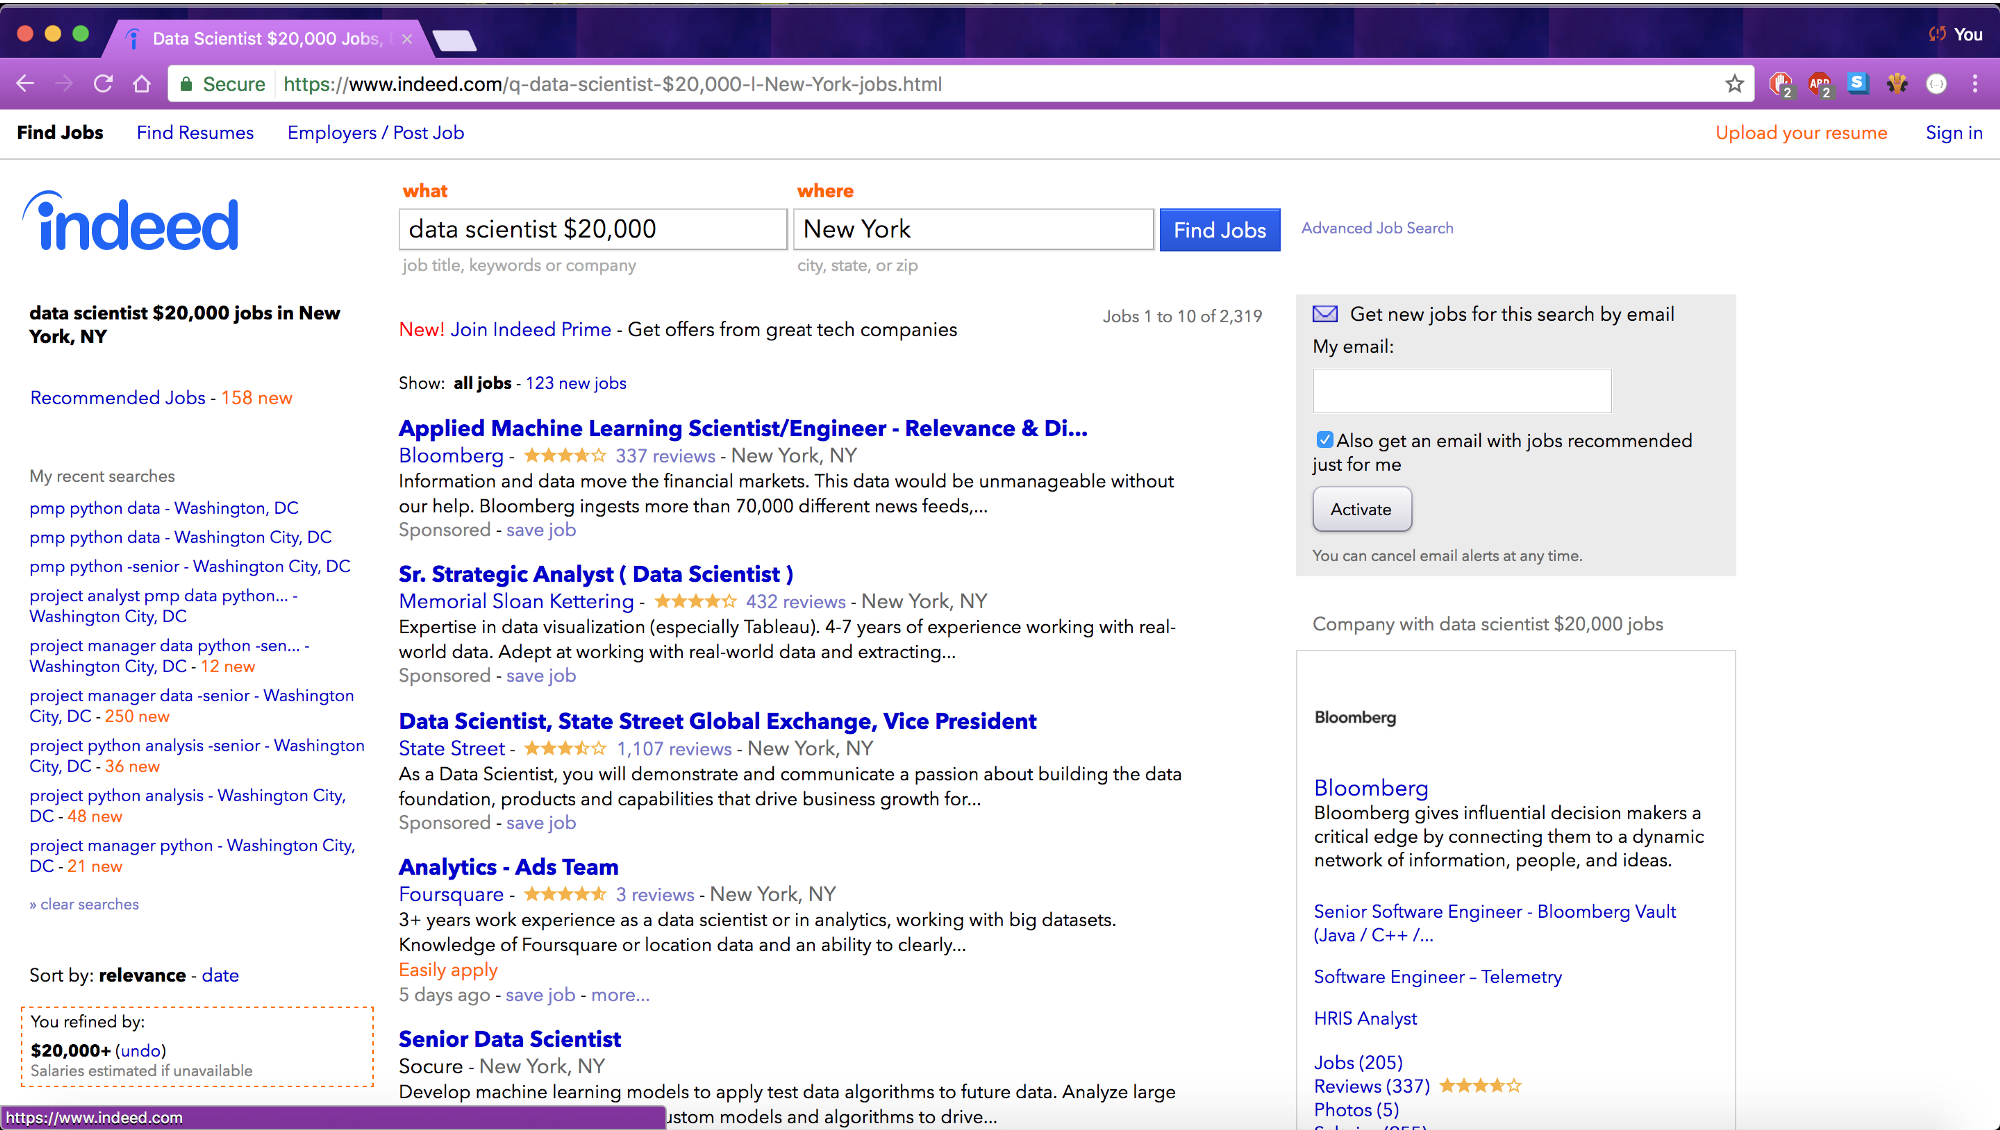 Data Scientist $20,000 Jobs,
You
Secure
https://www.indeed.com/q-data-scientist-$20,000-l-New-York-jobs.html
2
ABP
2
S
Find Jobs
Find Resumes
Employers / Post Job
Upload your resume
Sign in
indeed
what
where
data scientist $20,000
New York
Find Jobs
Advanced Job Search
job title, keywords or company
city, state, or zip
data scientist $20,000 jobs in New
York, NY
Recommended Jobs - 158 new
My recent searches
pmp python data - Washington, DC
pmp python data - Washington City, DC
pmp python -senior - Washington City, DC
project analyst pmp data python... -
Washington City, DC
project manager data python -sen... -
Washington City, DC - 12 new
project manager data -senior - Washington
City, DC - 250 new
project python analysis -senior - Washington
City, DC - 36 new
project python analysis - Washington City,
DC - 48 new
project manager python - Washington City,
DC - 21 new
» clear searches
Sort by: relevance - date
You refined by:
$20,000+ (undo)
Salaries estimated if unavailable
New! Join Indeed Prime - Get offers from great tech companies
Jobs 1 to 10 of 2,319
Show: all jobs - 123 new jobs
Applied Machine Learning Scientist/Engineer - Relevance & Di...
Bloomberg - 337 reviews - New York, NY
Information and data move the financial markets. This data would be unmanageable without
our help. Bloomberg ingests more than 70,000 different news feeds,...
Sponsored - save job
Sr. Strategic Analyst ( Data Scientist )
Memorial Sloan Kettering - 432 reviews - New York, NY
Expertise in data visualization (especially Tableau). 4-7 years of experience working with real-
world data. Adept at working with real-world data and extracting...
Sponsored - save job
Data Scientist, State Street Global Exchange, Vice President
State Street - 1,107 reviews - New York, NY
As a Data Scientist, you will demonstrate and communicate a passion about building the data
foundation, products and capabilities that drive business growth for...
Sponsored - save job
Analytics - Ads Team
Foursquare - 3 reviews - New York, NY
3+ years work experience as a data scientist or in analytics, working with big datasets.
Knowledge of Foursquare or location data and an ability to clearly...
Easily apply
5 days ago - save job - more...
Senior Data Scientist
Socure - New York, NY
Develop machine learning models to apply test data algorithms to future data. Analyze large
models and algorithms to drive...
Get new jobs for this search by email
My email:
Also get an email with jobs recommended
just for me
Activate
You can cancel email alerts at any time.
Company with data scientist $20,000 jobs
Bloomberg
Bloomberg
Bloomberg gives influential decision makers a
critical edge by connecting them to a dynamic
network of information, people, and ideas.
Senior Software Engineer - Bloomberg Vault
(Java / C++ /...
Software Engineer – Telemetry
HRIS Analyst
Jobs (205)
Reviews (337)
Photos (5)
https://www.indeed.com